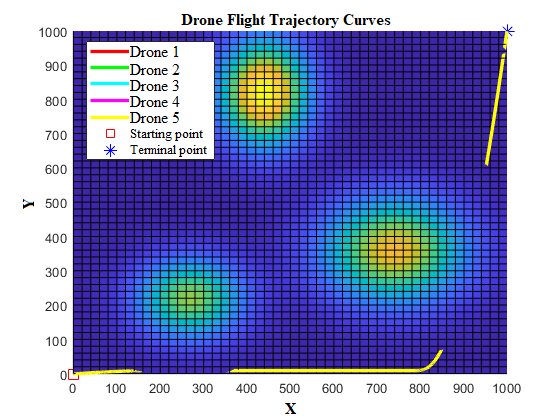 Drone Flight Trajectory Curves
1000
900
800
700
600
500
400
300
200
100
0
Y
Drone 1
Drone 2
Drone 3
Drone 4
Drone 5
Starting point
Terminal point
0 100 200 300 400 500 600 700 800 900 1000
X